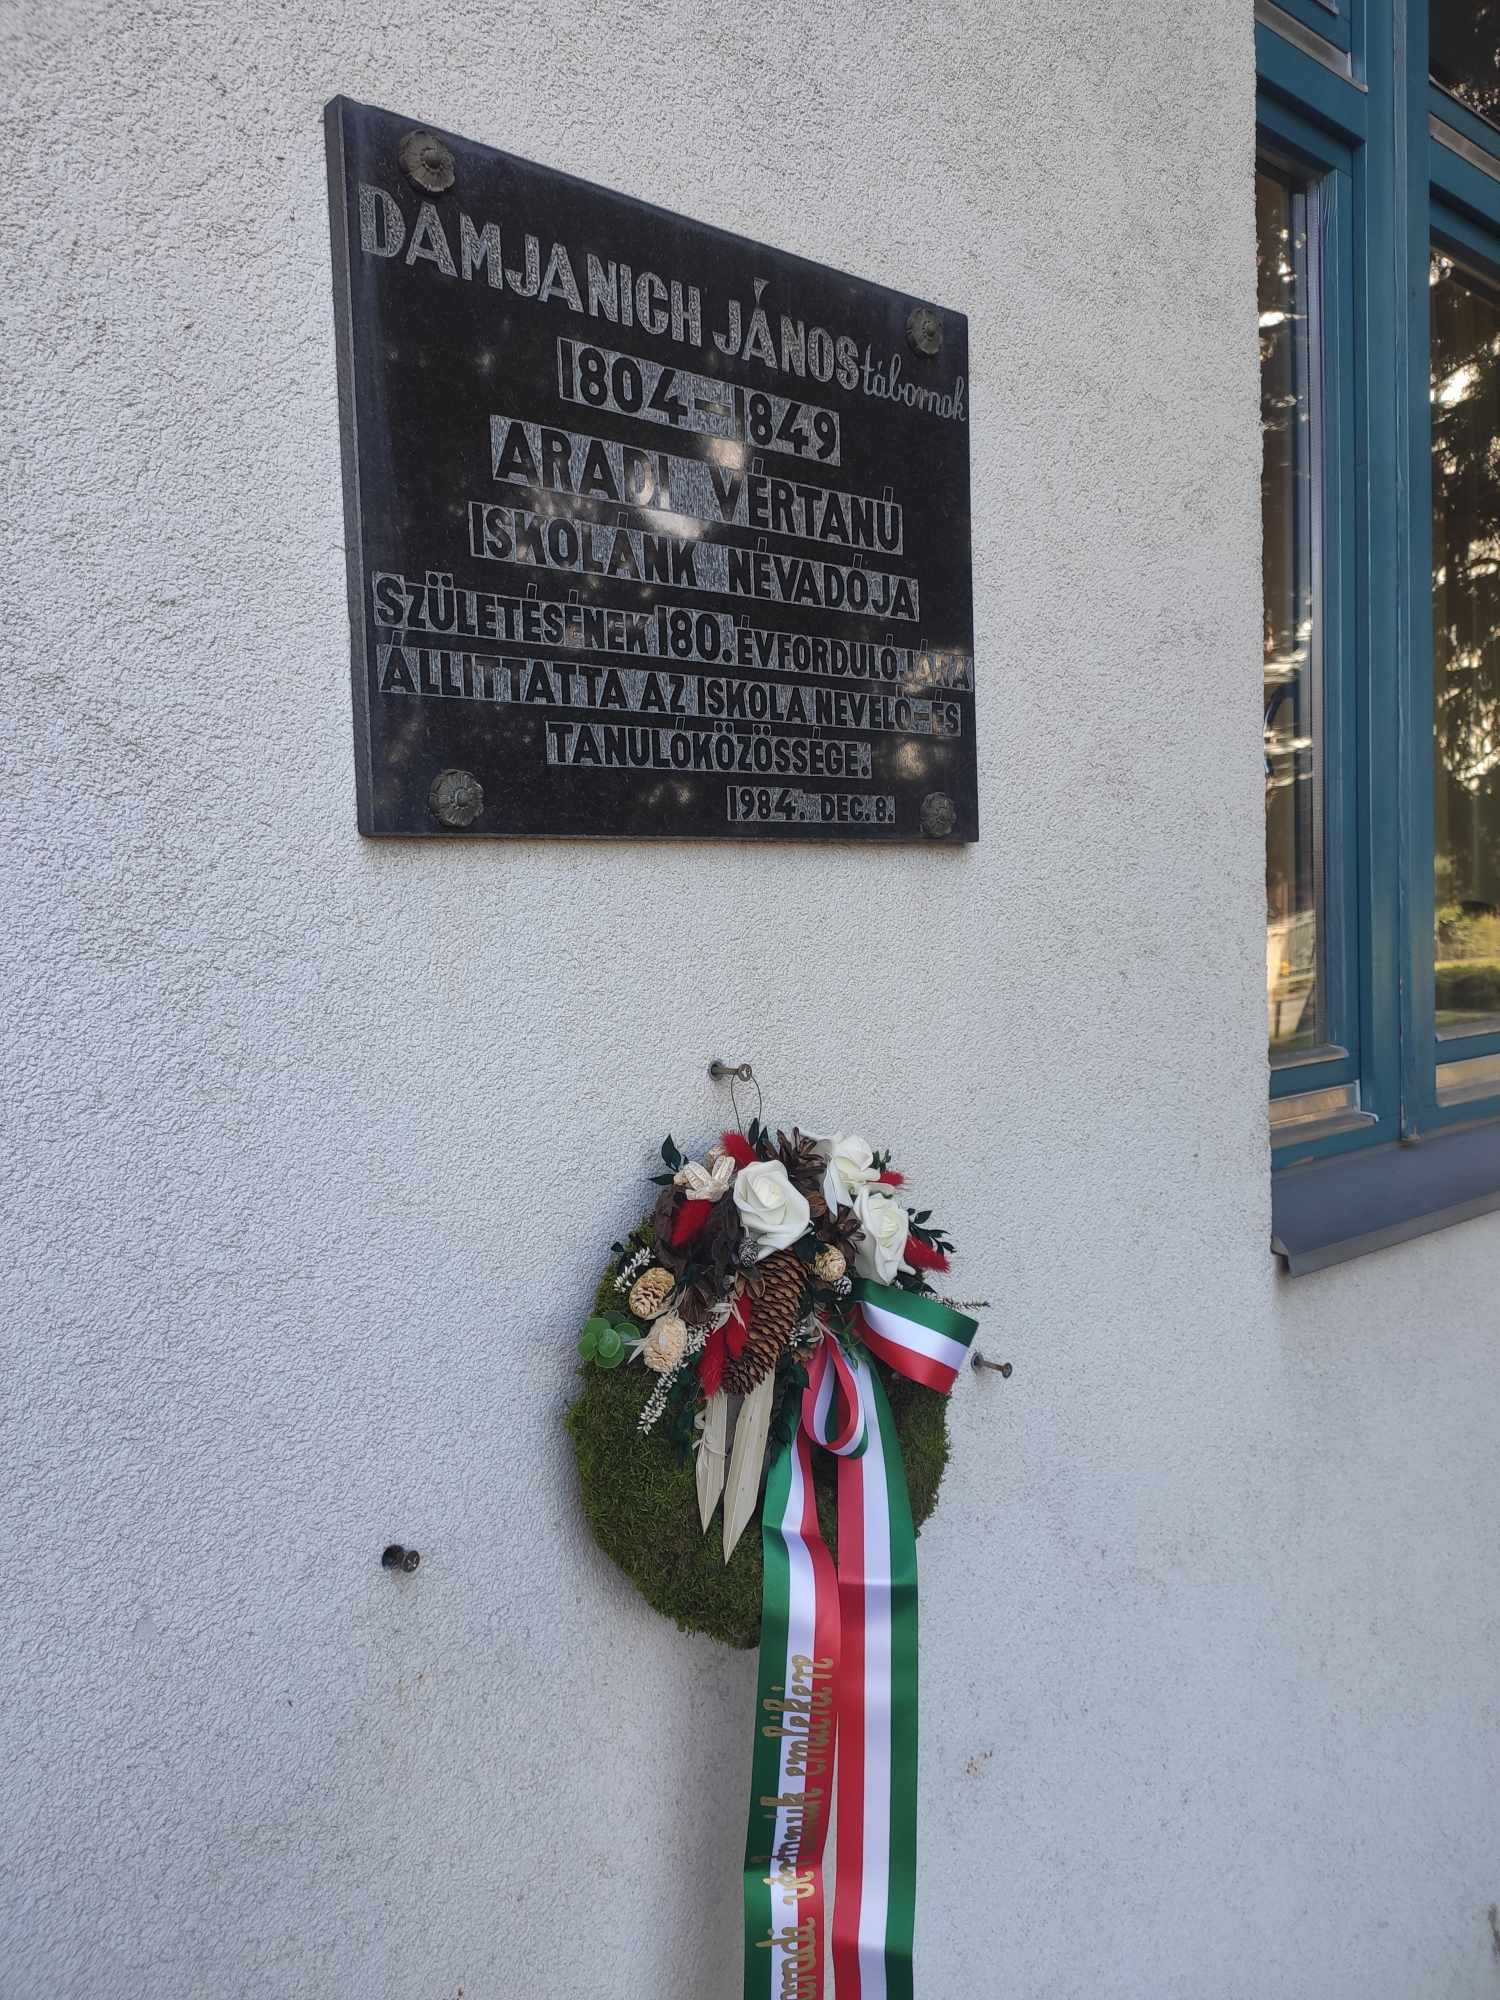 DAMJANICH JÁNOS tábornok
1804-1849
ARADI VÉRTANÚ
ISKOLÁNK NÉVADÓJA
SZÜLETÉSÉNEK 180. ÉVFORDULÓJÁRA
ÁLLITTATTA AZ ISKOLA NEVELŐ-ÉS
TANULÓKÖZÖSSÉGE.
1984. DEC. 8.
aradi vértanúk emlékére